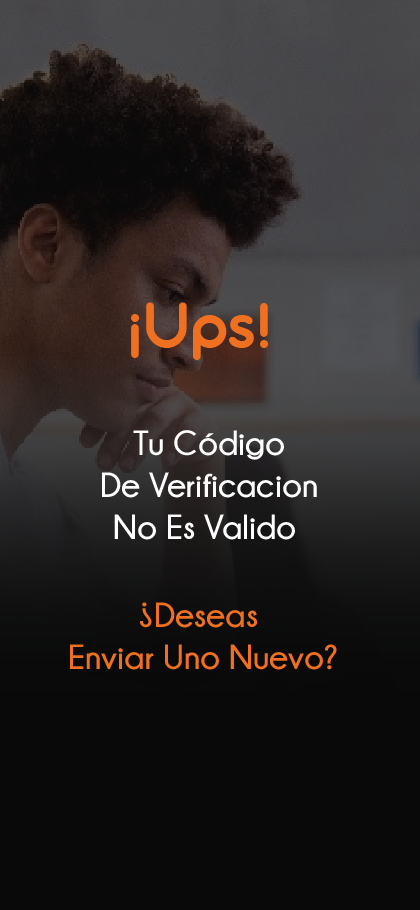 ¡Ups!
Tu Código
De Verificacion
No Es Valido
¿Deseas
Enviar Uno Nuevo?